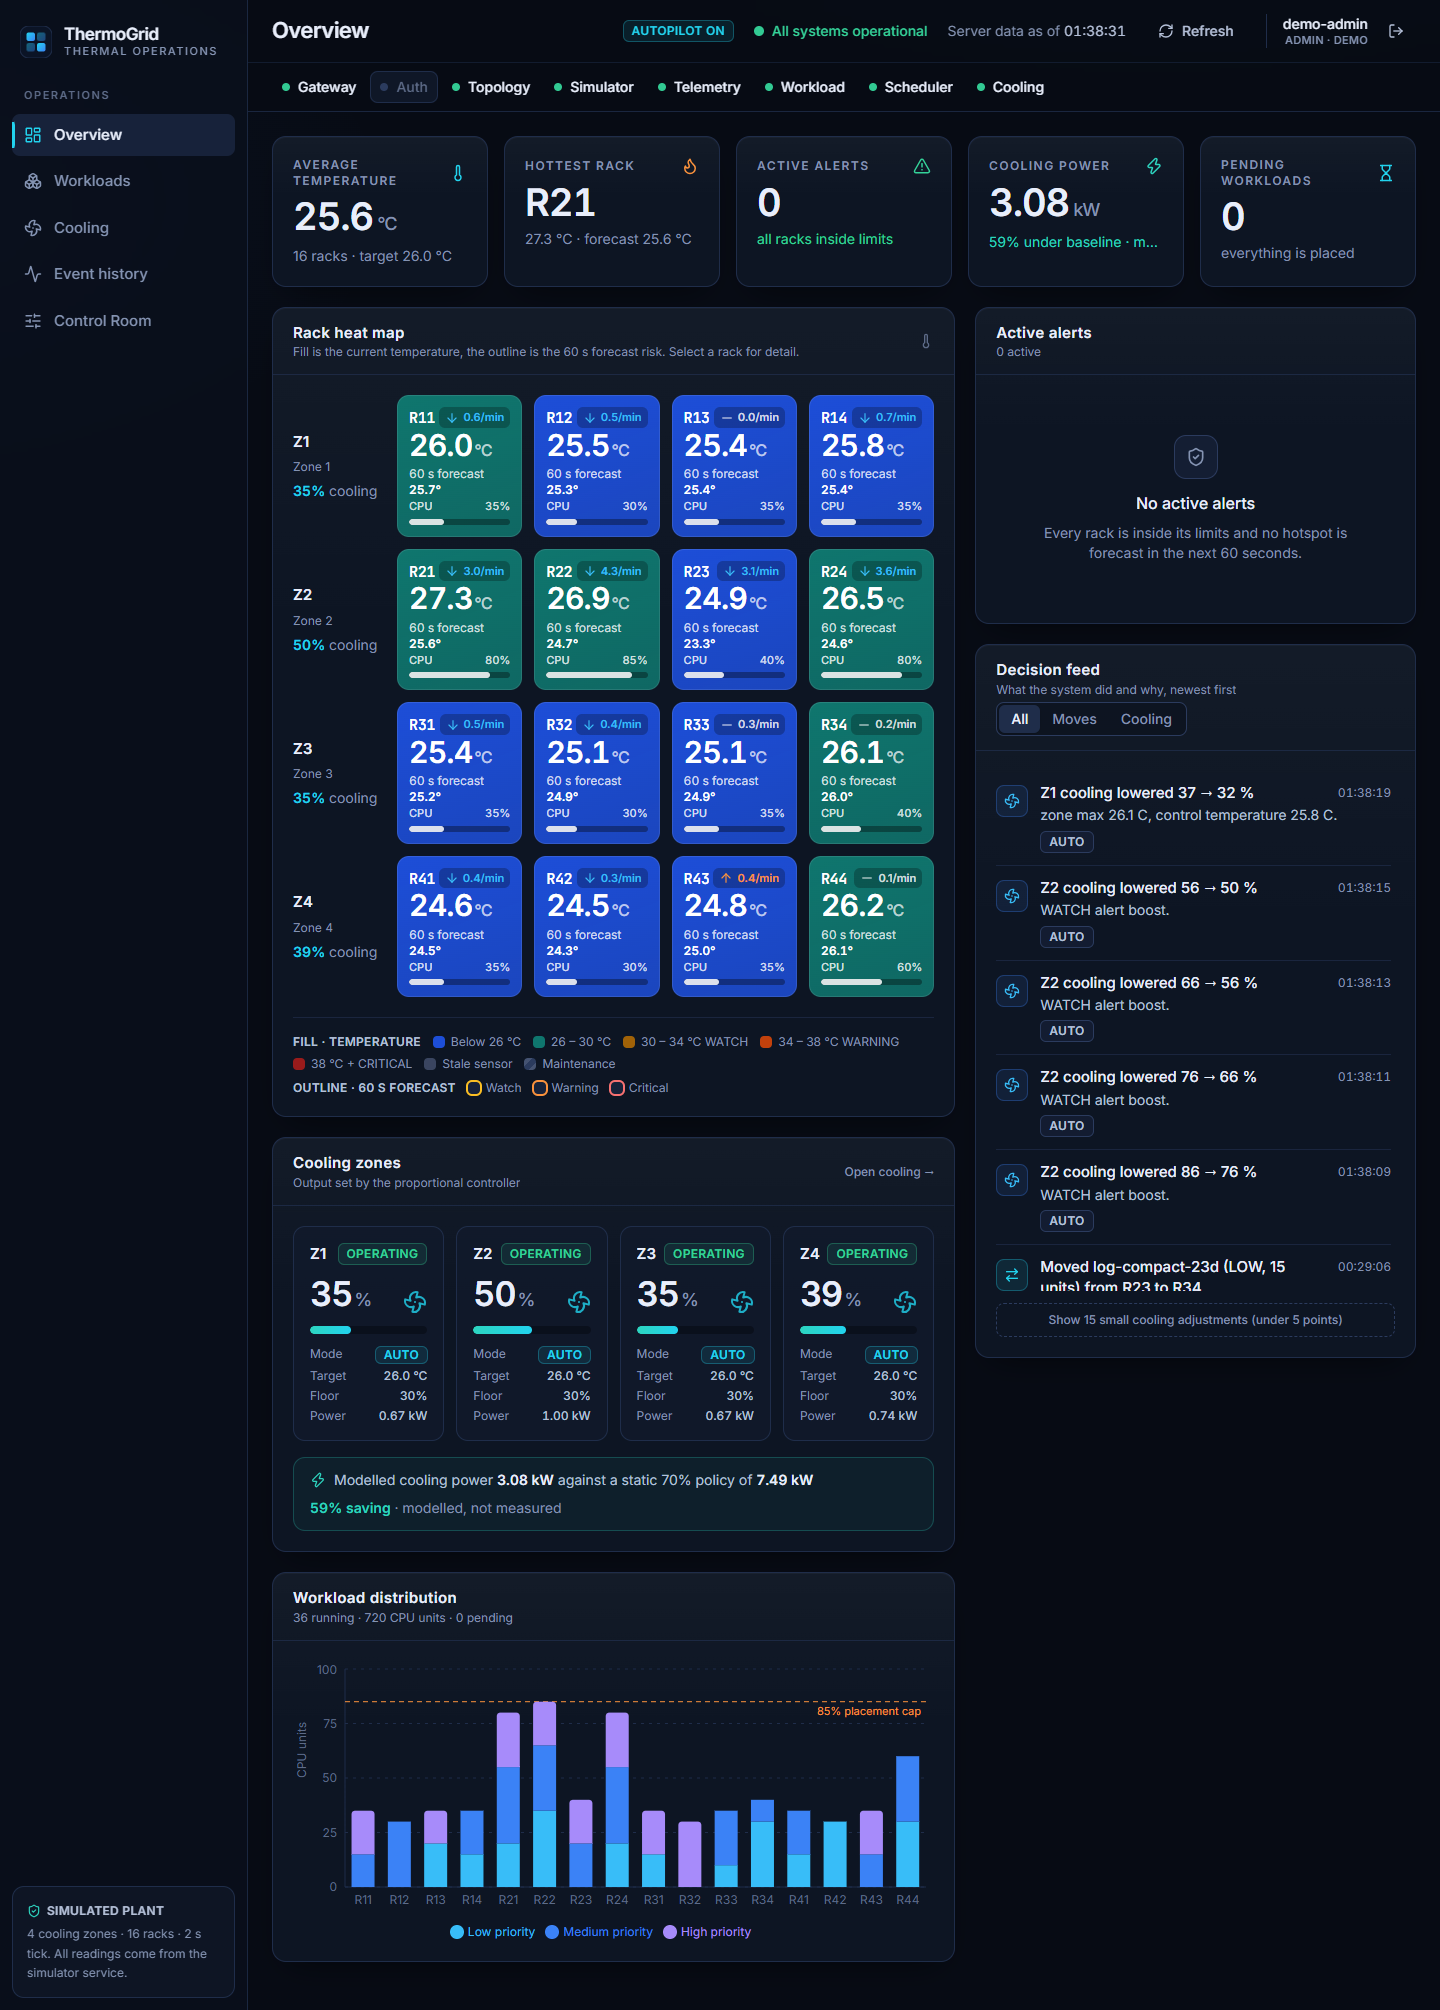 ThermoGrid
THERMAL OPERATIONS
OPERATIONS
Overview
Workloads
Cooling
Event history
Control Room
SIMULATED PLANT
4 cooling zones · 16 racks · 2 s
tick. All readings come from the
simulator service.
Overview
AUTOPILOT ON
All systems operational
Server data as of 01:38:31
Refresh
demo-admin
ADMIN · DEMO
Gateway
Auth
Topology
Simulator
Telemetry
Workload
Scheduler
Cooling
AVERAGE
TEMPERATURE
25.6 °C
16 racks · target 26.0 °C
HOTTEST RACK
R21
27.3 °C · forecast 25.6 °C
ACTIVE ALERTS
0
all racks inside limits
COOLING POWER
3.08 kW
59% under baseline · m...
PENDING
WORKLOADS
0
everything is placed
Rack heat map
Fill is the current temperature, the outline is the 60 s forecast risk. Select a rack for detail.
Z1
Zone 1
35% cooling
R11 ↓ 0.6/min
26.0°C
60 s forecast
25.7°
CPU 35%
R12 ↓ 0.5/min
25.5°C
60 s forecast
25.3°
CPU 30%
R13 — 0.0/min
25.4°C
60 s forecast
25.4°
CPU 35%
R14 ↓ 0.7/min
25.8°C
60 s forecast
25.4°
CPU 35%
Z2
Zone 2
50% cooling
R21 ↓ 3.0/min
27.3°C
60 s forecast
25.6°
CPU 80%
R22 ↓ 4.3/min
26.9°C
60 s forecast
24.7°
CPU 85%
R23 ↓ 3.1/min
24.9°C
60 s forecast
23.3°
CPU 40%
R24 ↓ 3.6/min
26.5°C
60 s forecast
24.6°
CPU 80%
Z3
Zone 3
35% cooling
R31 ↓ 0.5/min
25.4°C
60 s forecast
25.2°
CPU 35%
R32 ↓ 0.4/min
25.1°C
60 s forecast
24.9°
CPU 30%
R33 — 0.3/min
25.1°C
60 s forecast
24.9°
CPU 35%
R34 — 0.2/min
26.1°C
60 s forecast
26.0°
CPU 40%
Z4
Zone 4
39% cooling
R41 ↓ 0.4/min
24.6°C
60 s forecast
24.5°
CPU 35%
R42 ↓ 0.3/min
24.5°C
60 s forecast
24.3°
CPU 30%
R43 ↑ 0.4/min
24.8°C
60 s forecast
25.0°
CPU 35%
R44 — 0.1/min
26.2°C
60 s forecast
26.1°
CPU 60%
FILL · TEMPERATURE Below 26 °C 26 – 30 °C 30 – 34 °C WATCH 34 – 38 °C WARNING
38 °C + CRITICAL Stale sensor Maintenance
OUTLINE · 60 S FORECAST Watch Warning Critical
Cooling zones
Output set by the proportional controller
Open cooling →
Z1 OPERATING
35%
Mode AUTO
Target 26.0 °C
Floor 30%
Power 0.67 kW
Z2 OPERATING
50%
Mode AUTO
Target 26.0 °C
Floor 30%
Power 1.00 kW
Z3 OPERATING
35%
Mode AUTO
Target 26.0 °C
Floor 30%
Power 0.67 kW
Z4 OPERATING
39%
Mode AUTO
Target 26.0 °C
Floor 30%
Power 0.74 kW
Modelled cooling power 3.08 kW against a static 70% policy of 7.49 kW
59% saving · modelled, not measured
Workload distribution
36 running · 720 CPU units · 0 pending
CPU units
100
75
50
25
0
85% placement cap
R11 R12 R13 R14 R21 R22 R23 R24 R31 R32 R33 R34 R41 R42 R43 R44
Low priority Medium priority High priority
Active alerts
0 active
No active alerts
Every rack is inside its limits and no hotspot is
forecast in the next 60 seconds.
Decision feed
What the system did and why, newest first
All Moves Cooling
Z1 cooling lowered 37 → 32 % 01:38:19
zone max 26.1 C, control temperature 25.8 C.
AUTO
Z2 cooling lowered 56 → 50 % 01:38:15
WATCH alert boost.
AUTO
Z2 cooling lowered 66 → 56 % 01:38:13
WATCH alert boost.
AUTO
Z2 cooling lowered 76 → 66 % 01:38:11
WATCH alert boost.
AUTO
Z2 cooling lowered 86 → 76 % 01:38:09
WATCH alert boost.
AUTO
Moved log-compact-23d (LOW, 15 00:29:06
units) from R23 to R34
Show 15 small cooling adjustments (under 5 points)